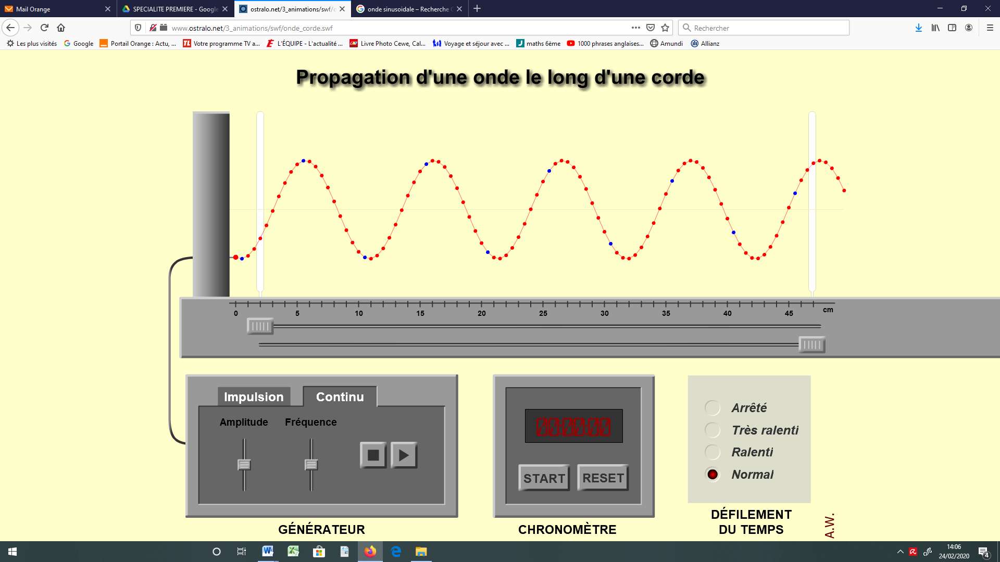 Mail Orange
SPECIALITE PREMIERE - Google
ostralo.net/3_animations/swf/o
onde sinusoidale – Recherche G
www.ostralo.net/3_animations/swf/onde_corde.swf
Rechercher
Les plus visités
Google
Portail Orange : Actu, ...
Votre programme TV a...
L'ÉQUIPE - L'actualité ...
Livre Photo Cewe, Cal...
Voyage et séjour avec ...
maths 6ème
1000 phrases anglaises...
Amundi
Allianz
Propagation d'une onde le long d'une corde
0 5 10 15 20 25 30 35 40 45 cm
Impulsion Continu
Amplitude Fréquence
GÉNÉRATEUR
00:00:00
START RESET
CHRONOMÈTRE
Arrêté
Très ralenti
Ralenti
Normal
DÉFILEMENT
DU TEMPS
A.W.
14:06
24/02/2020
4